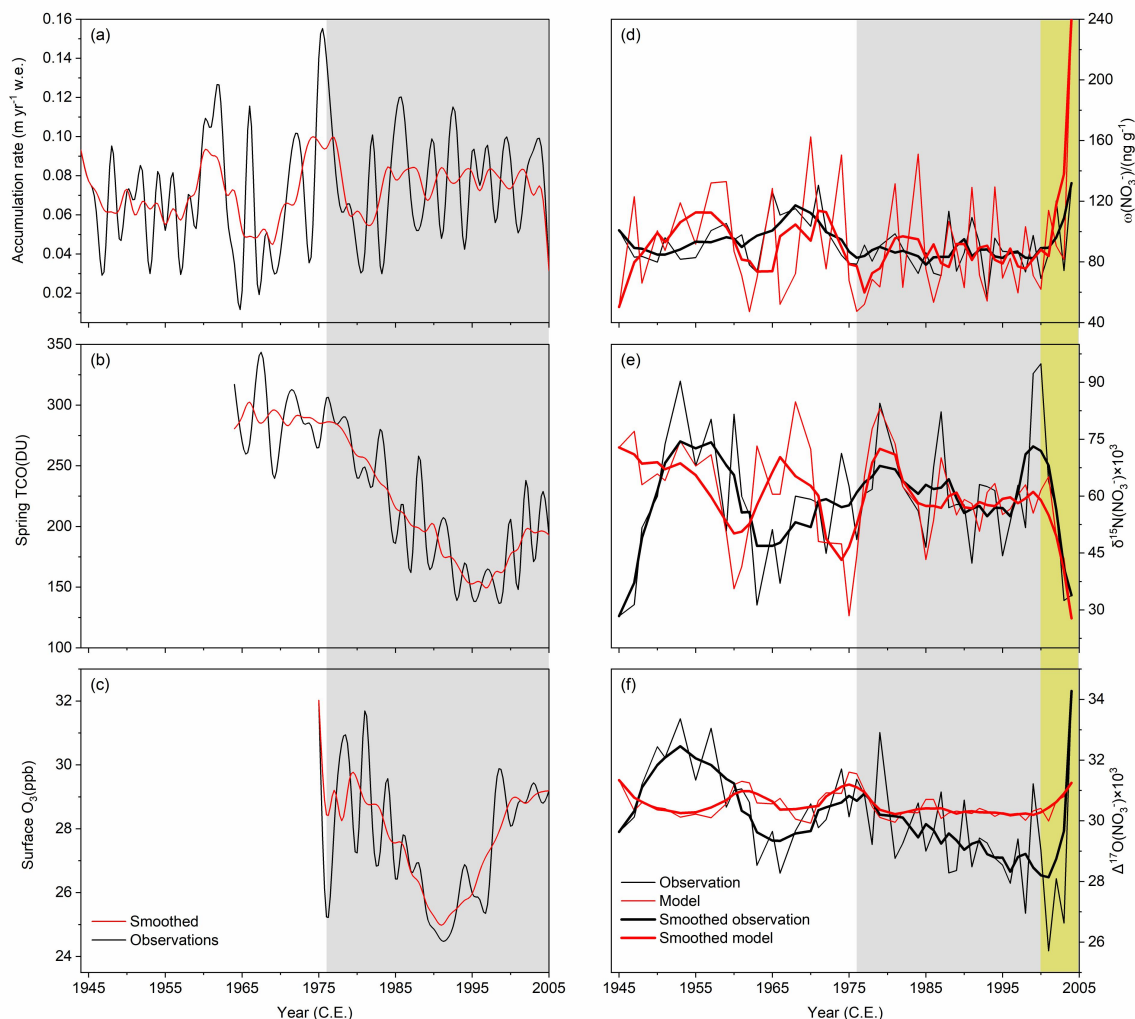 (a)
Accumulation rate (m yr⁻¹ w.e.)
0.16
0.14
0.12
0.10
0.08
0.06
0.04
0.02
(b)
Spring TCO(DU)
350
300
250
200
150
100
(c)
Surface O₃(ppb)
32
30
28
26
24
Smoothed
Observations
1945 1955 1965 1975 1985 1995 2005
Year (C.E.)
(d)
240
200
160
120
80
40
ω(NO₃⁻)/(ng g⁻¹)
(e)
90
75
60
45
30
δ¹⁵N(NO₃⁻)×10³
(f)
34
32
30
28
26
Δ¹⁷O(NO₃⁻)×10³
Observation
Model
Smoothed observation
Smoothed model
1945 1955 1965 1975 1985 1995 2005
Year (C.E.)